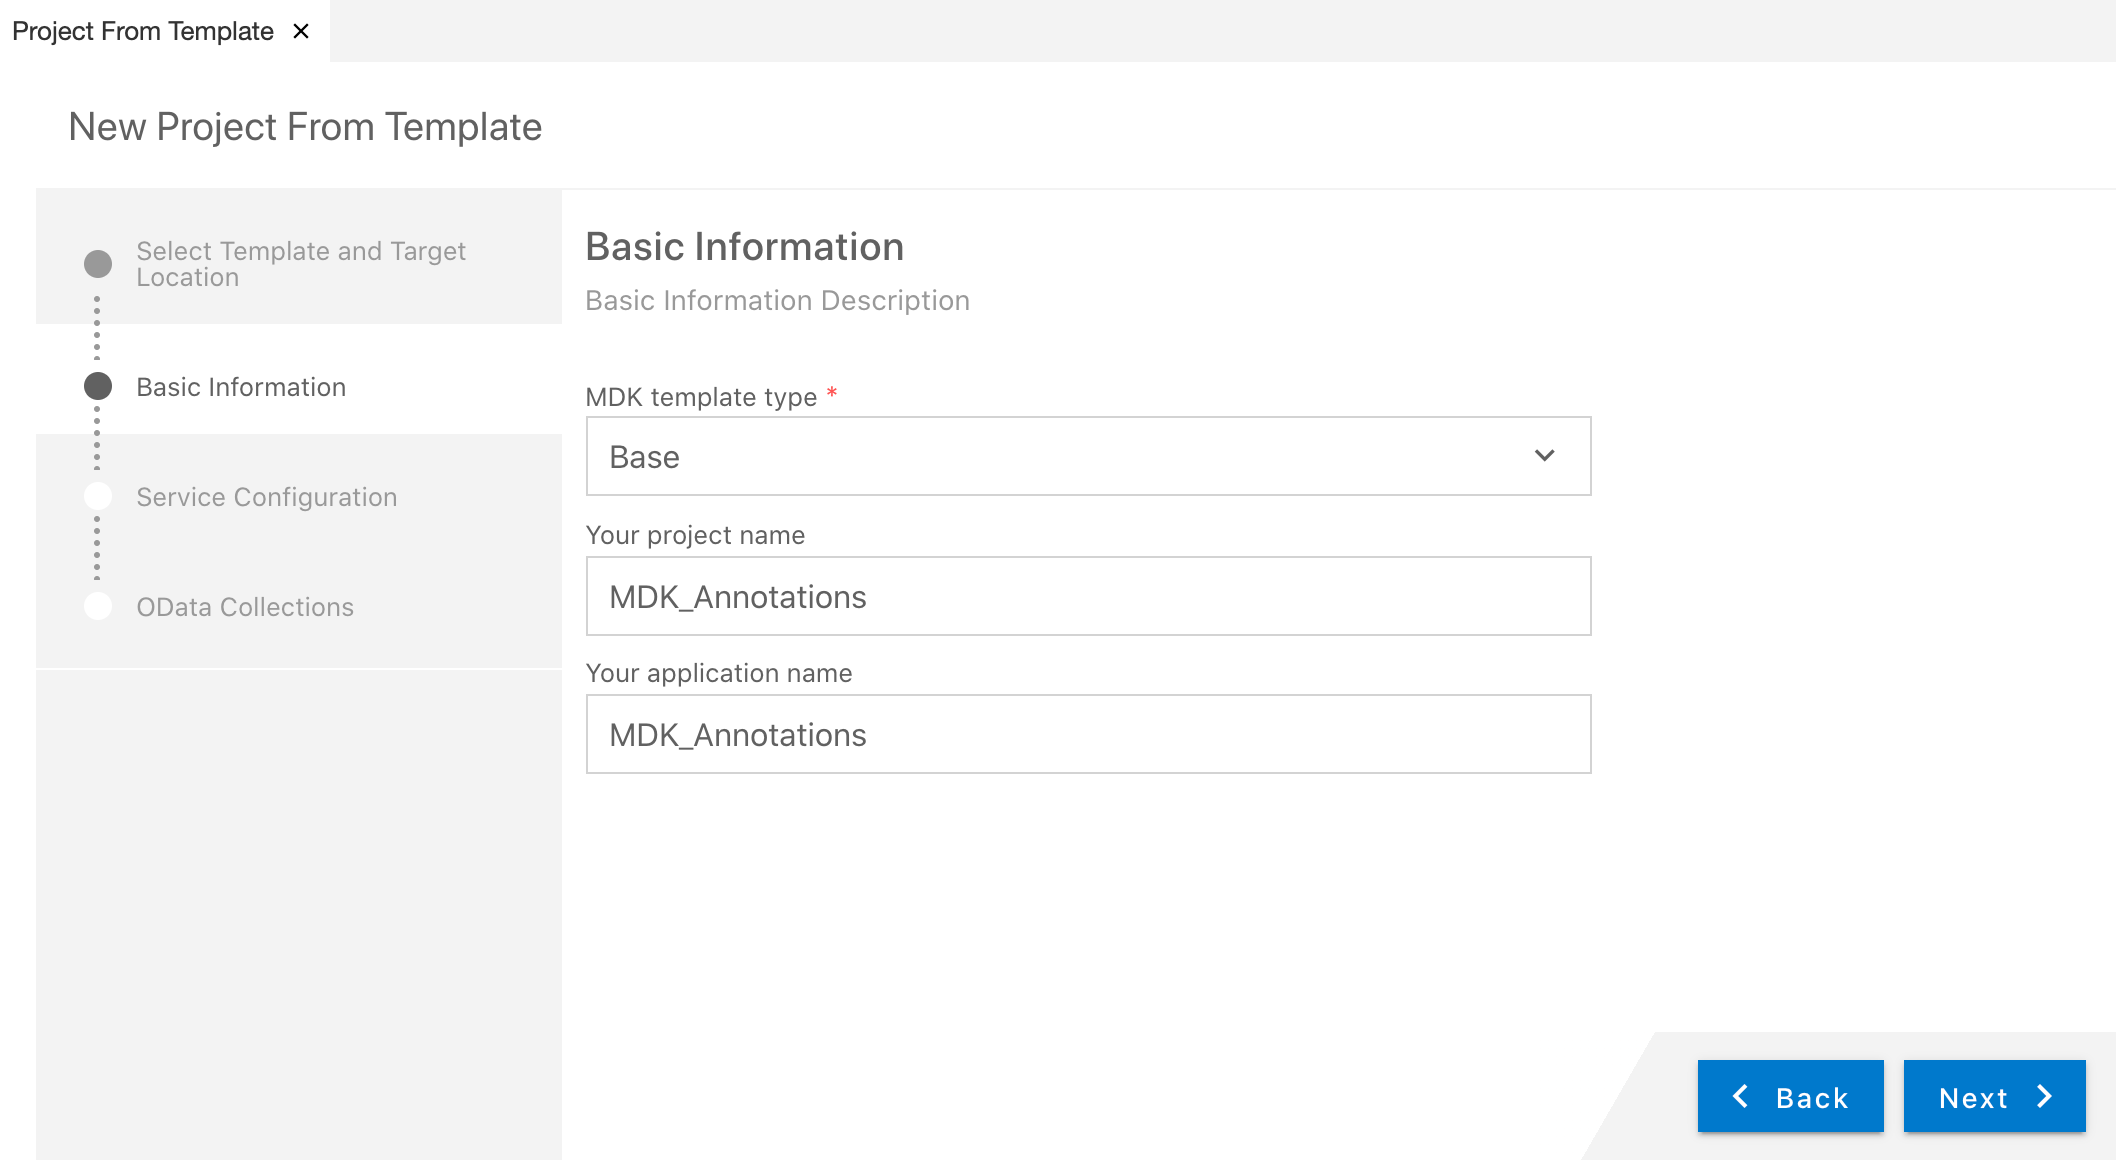 Project From Template
New Project From Template
Select Template and Target
Location
Basic Information
Service Configuration
OData Collections
Basic Information
Basic Information Description
MDK template type *
Base
Your project name
MDK_Annotations
Your application name
MDK_Annotations
Back
Next